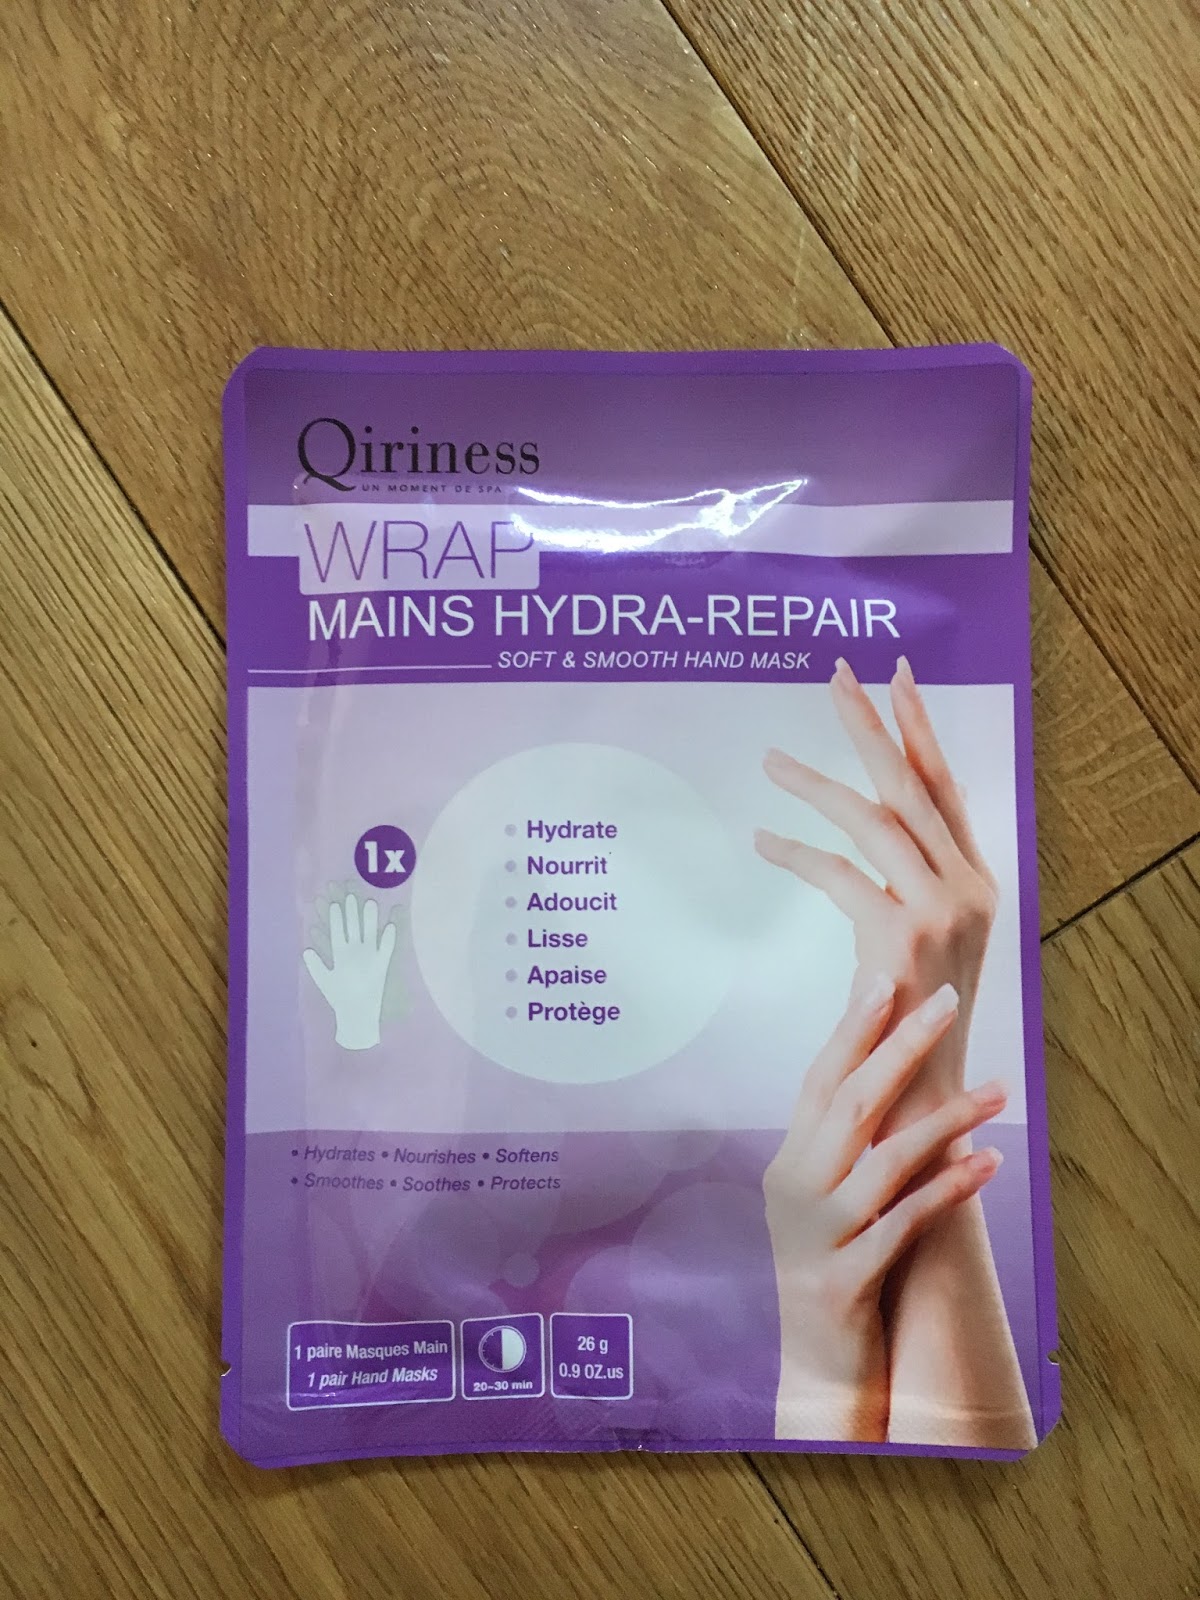 Qiriness
UN MOMENT DE SPA
WRAP
MAINS HYDRA-REPAIR
SOFT & SMOOTH HAND MASK
1x
• Hydrate
• Nourrit
• Adoucit
• Lisse
• Apaise
• Protège
• Hydrates • Nourishes • Softens
• Smoothes • Soothes • Protects
1 paire Masques Main
1 pair Hand Masks
20-30 min
26 g
0.9 OZ.us